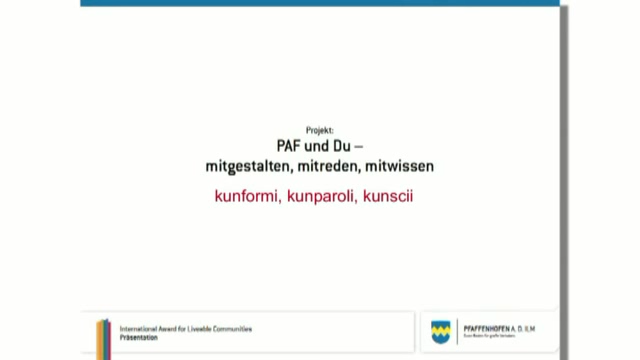 Projekt:
PAF und Du –
mitgestalten, mitreden, mitwissen
kunformi, kunparoli, kunscii
International Award for Liveable Communities
Präsentation
PFAFFENHOFEN A. D. ILM